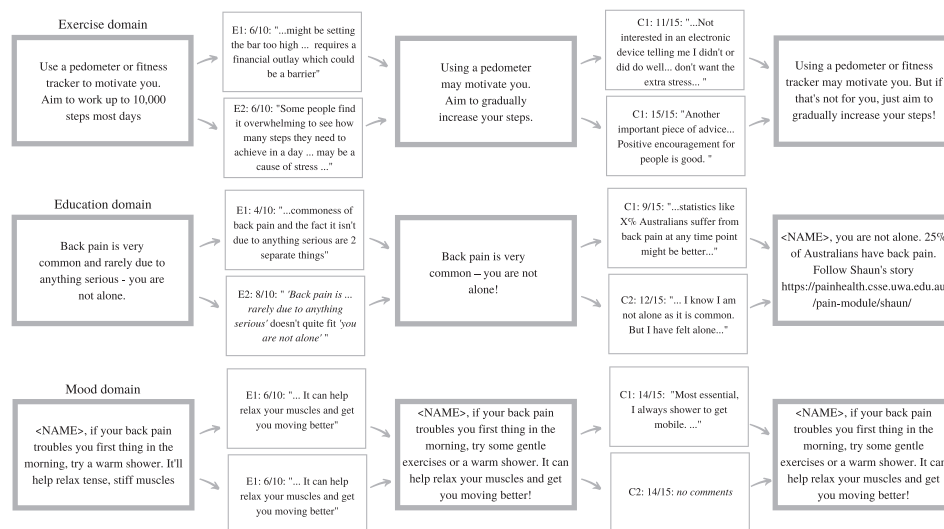 Exercise domain
Use a pedometer or fitness
tracker to motivate you.
Aim to work up to 10,000
steps most days
E1: 6/10: "...might be setting
the bar too high ... requires a
financial outlay which could
be a barrier"
E2: 6/10: "Some people find
it overwhelming to see how
many steps they need to
achieve in a day ... may be a
cause of stress ..."
Using a pedometer
may motivate you.
Aim to gradually
increase your steps.
C1: 11/15: "...Not
interested in an electronic
device telling me I didn't or
did do well... don't want the
extra stress... "
C1: 15/15: "Another
important piece of advice...
Positive encouragement for
people is good. "
Using a pedometer or fitness
tracker may motivate you. But if
that's not for you, just aim to
gradually increase your steps!
Education domain
Back pain is very
common and rarely due to
anything serious - you are
not alone.
E1: 4/10: "...commoness of
back pain and the fact it isn't
due to anything serious are 2
separate things"
E2: 8/10: " 'Back pain is ...
rarely due to anything
serious' doesn't quite fit 'you
are not alone' "
Back pain is very
common – you are not
alone!
C1: 9/15: "...statistics like
X% Australians suffer from
back pain at any time point
might be better..."
C2: 12/15: "... I know I am
not alone as it is common.
But I have felt alone..."
<NAME>, you are not alone. 25%
of Australians have back pain.
Follow Shaun's story
https://painhealth.csse.uwa.edu.au
/pain-module/shaun/
Mood domain
<NAME>, if your back pain
troubles you first thing in the
morning, try a warm shower. It'll
help relax tense, stiff muscles
E1: 6/10: "... It can help
relax your muscles and get
you moving better"
E1: 6/10: "... It can help
relax your muscles and get
you moving better"
<NAME>, if your back pain
troubles you first thing in the
morning, try some gentle
exercises or a warm shower. It can
help relax your muscles and get
you moving better!
C1: 14/15: "Most essential,
I always shower to get
mobile. ..."
C2: 14/15: no comments
<NAME>, if your back pain
troubles you first thing in the
morning, try some gentle
exercises or a warm shower. It can
help relax your muscles and get
you moving better!